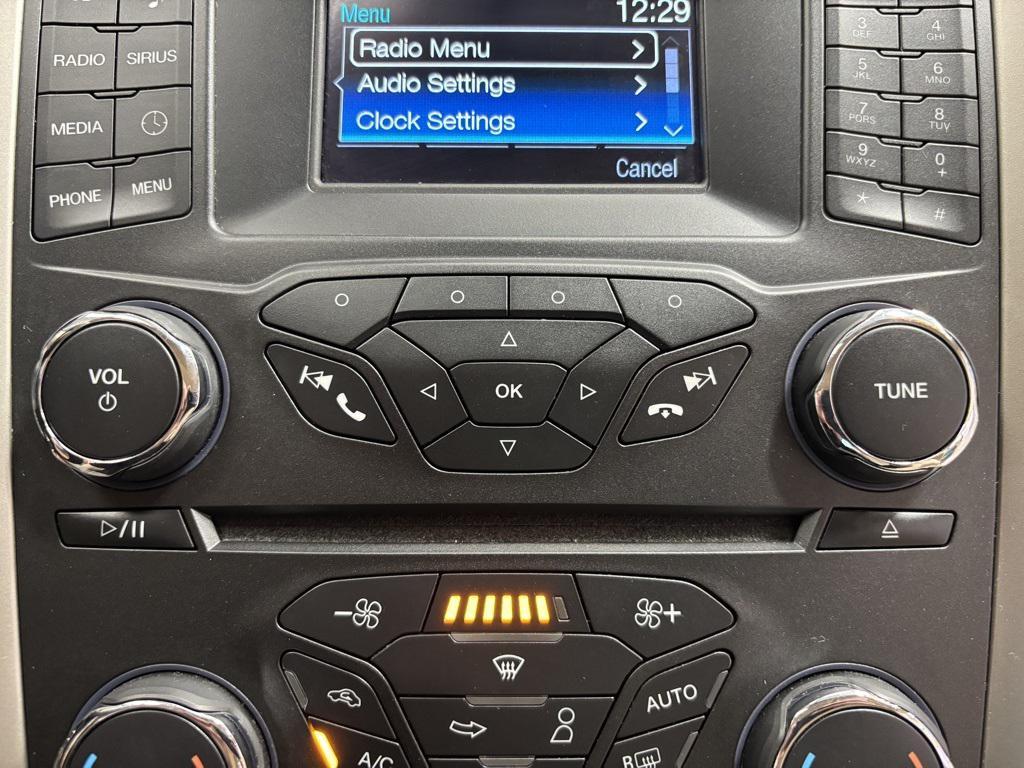 Menu
12:29
Radio Menu
Audio Settings
Clock Settings
Cancel
RADIO
SIRIUS
MEDIA
PHONE
MENU
3
DEF
4
GHI
5
JKL
6
MNO
7
PQRS
8
TUV
9
WXYZ
0
+
*
#
VOL
OK
TUNE
AUTO
A/C
R